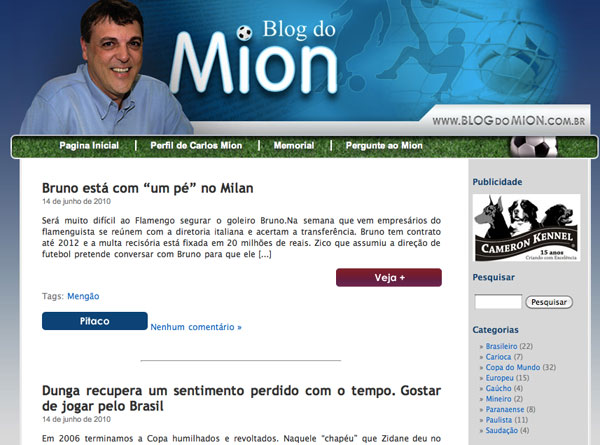 Blog do
Mion
www.BLOGDOMION.COM.BR
Pagina Inicial
Perfil de Carlos Mion
Memorial
Pergunte ao Mion
Bruno está com “um pé” no Milan
14 de junho de 2010
Será muito difícil ao Flamengo segurar o goleiro Bruno.Na semana que vem empresários do
flamenguista se reúnem com a diretoria italiana e acertam a transferência. Bruno tem contrato
até 2012 e a multa recisória está fixada em 20 milhões de reais. Zico que assumiu a direção de
futebol pretende conversar com Bruno para que ele [...]
Veja +
Tags: Mengão
Pitaco
Nenhum comentário »
Dunga recupera um sentimento perdido com o tempo. Gostar
de jogar pelo Brasil
14 de junho de 2010
Em 2006 terminamos a Copa humilhados e revoltados. Naquele “chapéu” que Zidane deu no
Publicidade
CAMERON KENNEL
15 anos
Criando com Excelência
Pesquisar
Pesquisar
Categorias
» Brasileiro (22)
» Carioca (7)
» Copa do Mundo (32)
» Europeu (15)
» Gaúcho (4)
» Mineiro (2)
» Paranaense (8)
» Paulista (11)
» Saudação (4)